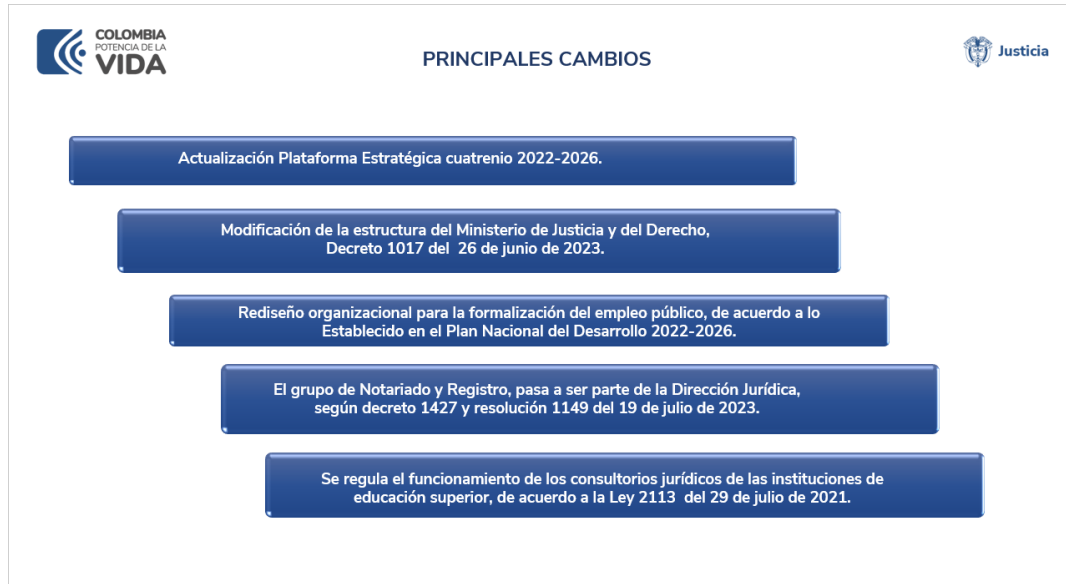 COLOMBIA
POTENCIA DE LA
VIDA
PRINCIPALES CAMBIOS
Justicia
Actualización Plataforma Estratégica cuatrenio 2022-2026.
Modificación de la estructura del Ministerio de Justicia y del Derecho,
Decreto 1017 del 26 de junio de 2023.
Rediseño organizacional para la formalización del empleo público, de acuerdo a lo
Establecido en el Plan Nacional del Desarrollo 2022-2026.
El grupo de Notariado y Registro, pasa a ser parte de la Dirección Jurídica,
según decreto 1427 y resolución 1149 del 19 de julio de 2023.
Se regula el funcionamiento de los consultorios jurídicos de las instituciones de
educación superior, de acuerdo a la Ley 2113 del 29 de julio de 2021.